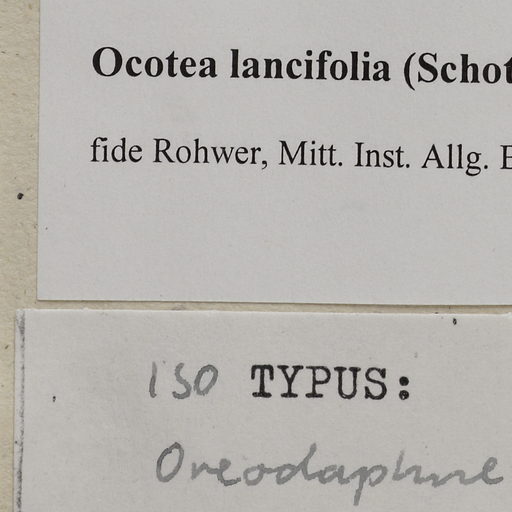 Ocotea lancifolia (Schot
fide Rohwer, Mitt. Inst. Allg. B
ISO TYPUS:
Oreodaphne